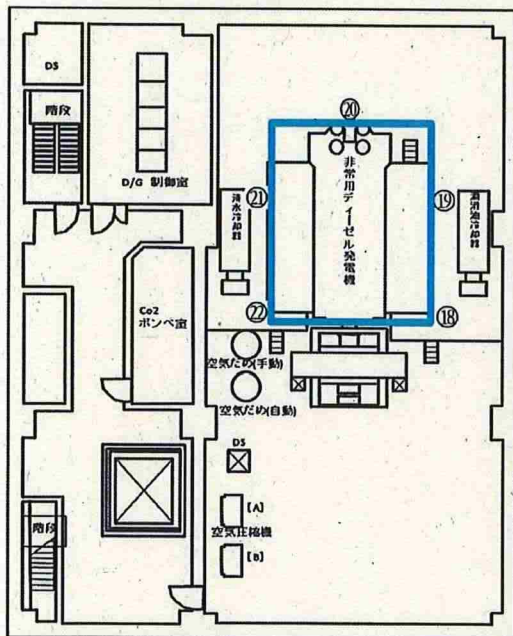 DS
階段
D/G 制御室
⑳
非常用ディーゼル発電機
㉑
清水冷却器
⑲
潤滑油冷却器
Co2
ボンベ室
㉒
⑱
空気だめ(手動)
空気だめ(自動)
DS
[A]
空気圧縮機
[B]
階段